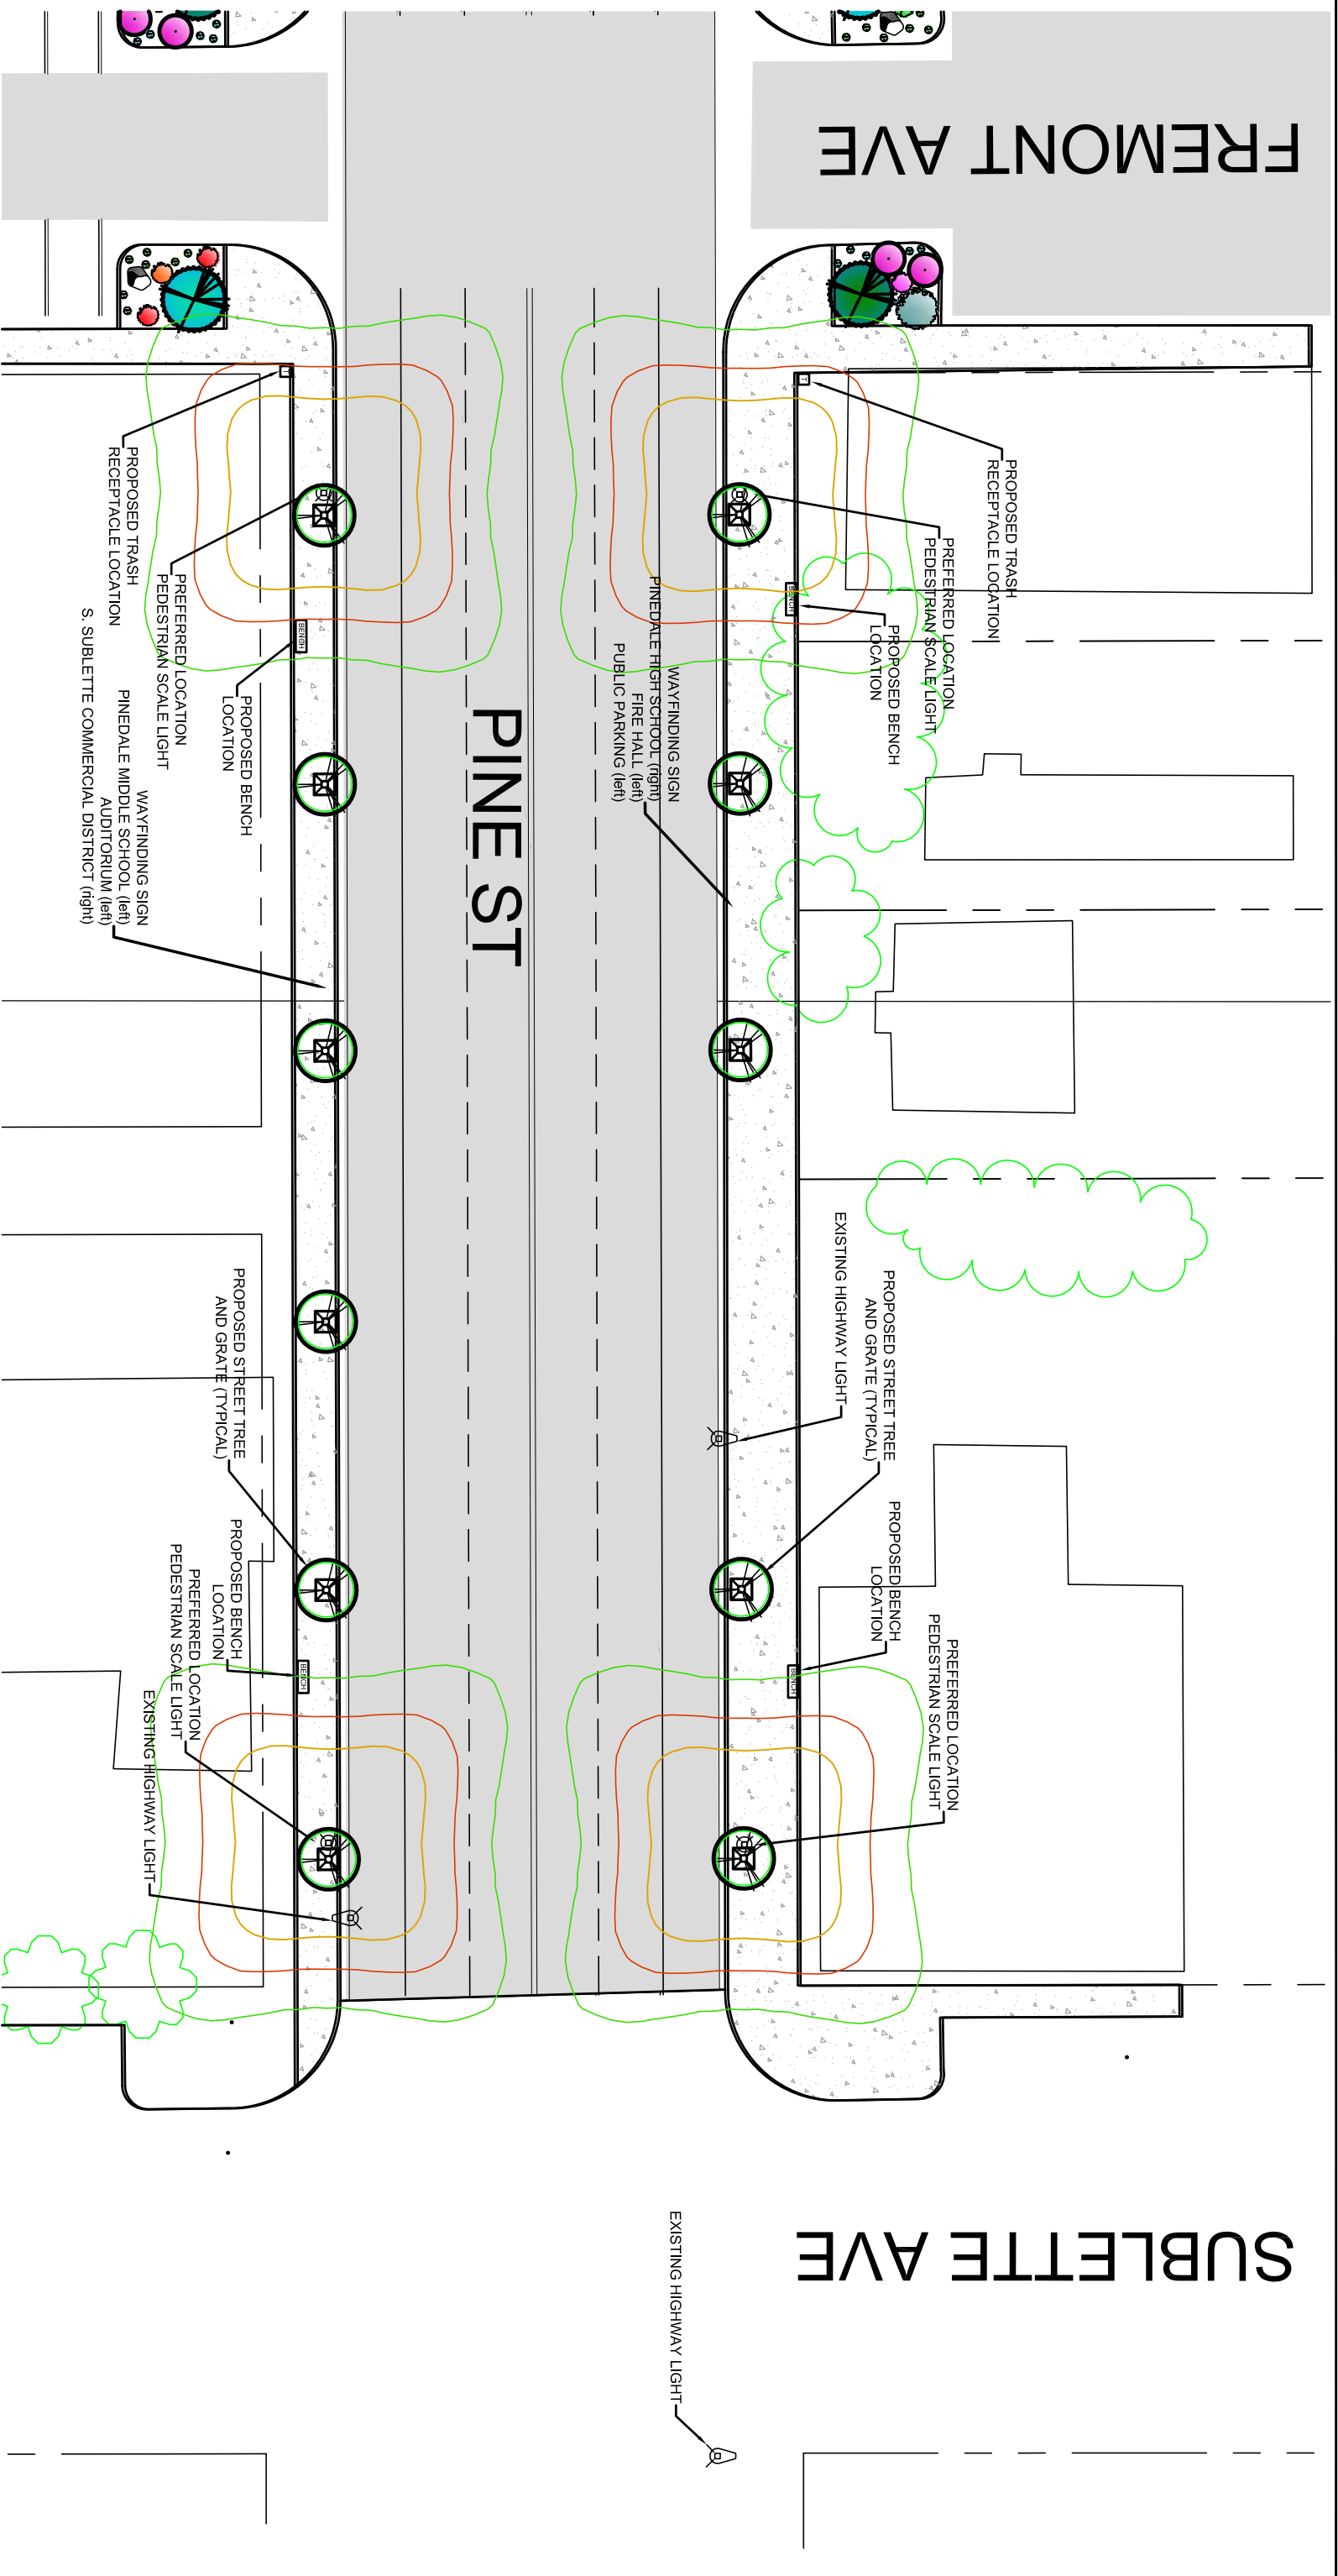 FREMONT AVE
PROPOSED TRASH
RECEPTACLE LOCATION
PREFERRED LOCATION
PEDESTRIAN SCALE LIGHT
PROPOSED BENCH
LOCATION
T
BENCH
WAYFINDING SIGN
PINEDALE HIGH SCHOOL (right)
FIRE HALL (left)
PUBLIC PARKING (left)
PINE ST
T
BENCH
PROPOSED BENCH
LOCATION
PREFERRED LOCATION
PEDESTRIAN SCALE LIGHT
PROPOSED TRASH
RECEPTACLE LOCATION
WAYFINDING SIGN
PINEDALE MIDDLE SCHOOL (left)
AUDITORIUM (left)
S. SUBLETTE COMMERCIAL DISTRICT (right)
EXISTING HIGHWAY LIGHT
PROPOSED STREET TREE
AND GRATE (TYPICAL)
PROPOSED BENCH
LOCATION
BENCH
PREFERRED LOCATION
PEDESTRIAN SCALE LIGHT
PROPOSED STREET TREE
AND GRATE (TYPICAL)
PROPOSED BENCH
LOCATION
BENCH
PREFERRED LOCATION
PEDESTRIAN SCALE LIGHT
EXISTING HIGHWAY LIGHT
SUBLETTE AVE
EXISTING HIGHWAY LIGHT